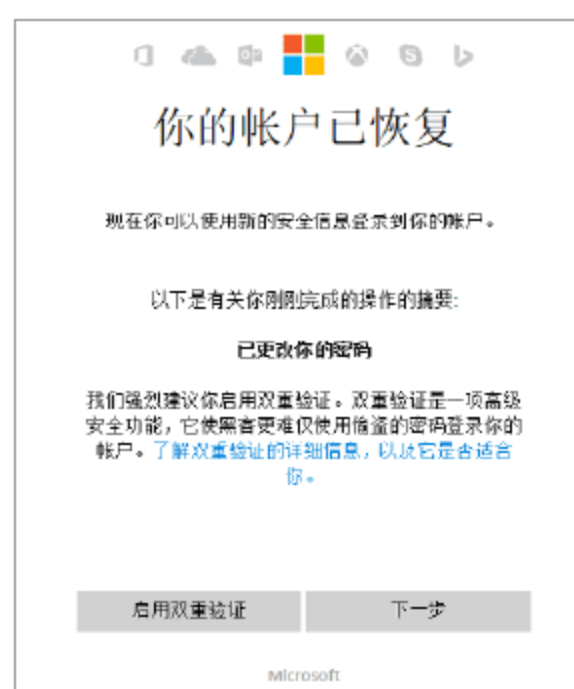 你的帐户已恢复
现在你可以使用新的安全信息登录到你的帐户。
以下是有关你刚刚完成的操作的摘要:
已更改你的密码
我们强烈建议你启用双重验证。双重验证是一项高级
安全功能，它使黑客更难仅使用偷盗的密码登录你的
帐户。了解双重验证的详细信息，以及它是否适合
你。
启用双重验证
下一步
Microsoft